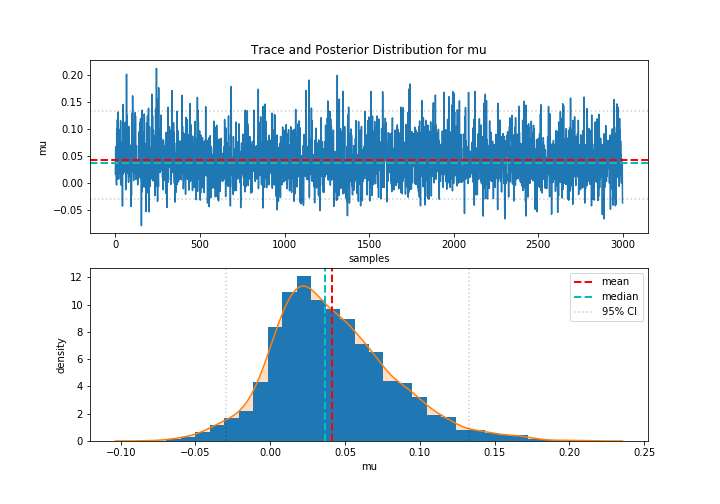 Trace and Posterior Distribution for mu
mu
0.20
0.15
0.10
0.05
0.00
−0.05
0 500 1000 1500 2000 2500 3000
samples
density
12
10
8
6
4
2
0
mean
median
95% CI
−0.10 −0.05 0.00 0.05 0.10 0.15 0.20 0.25
mu